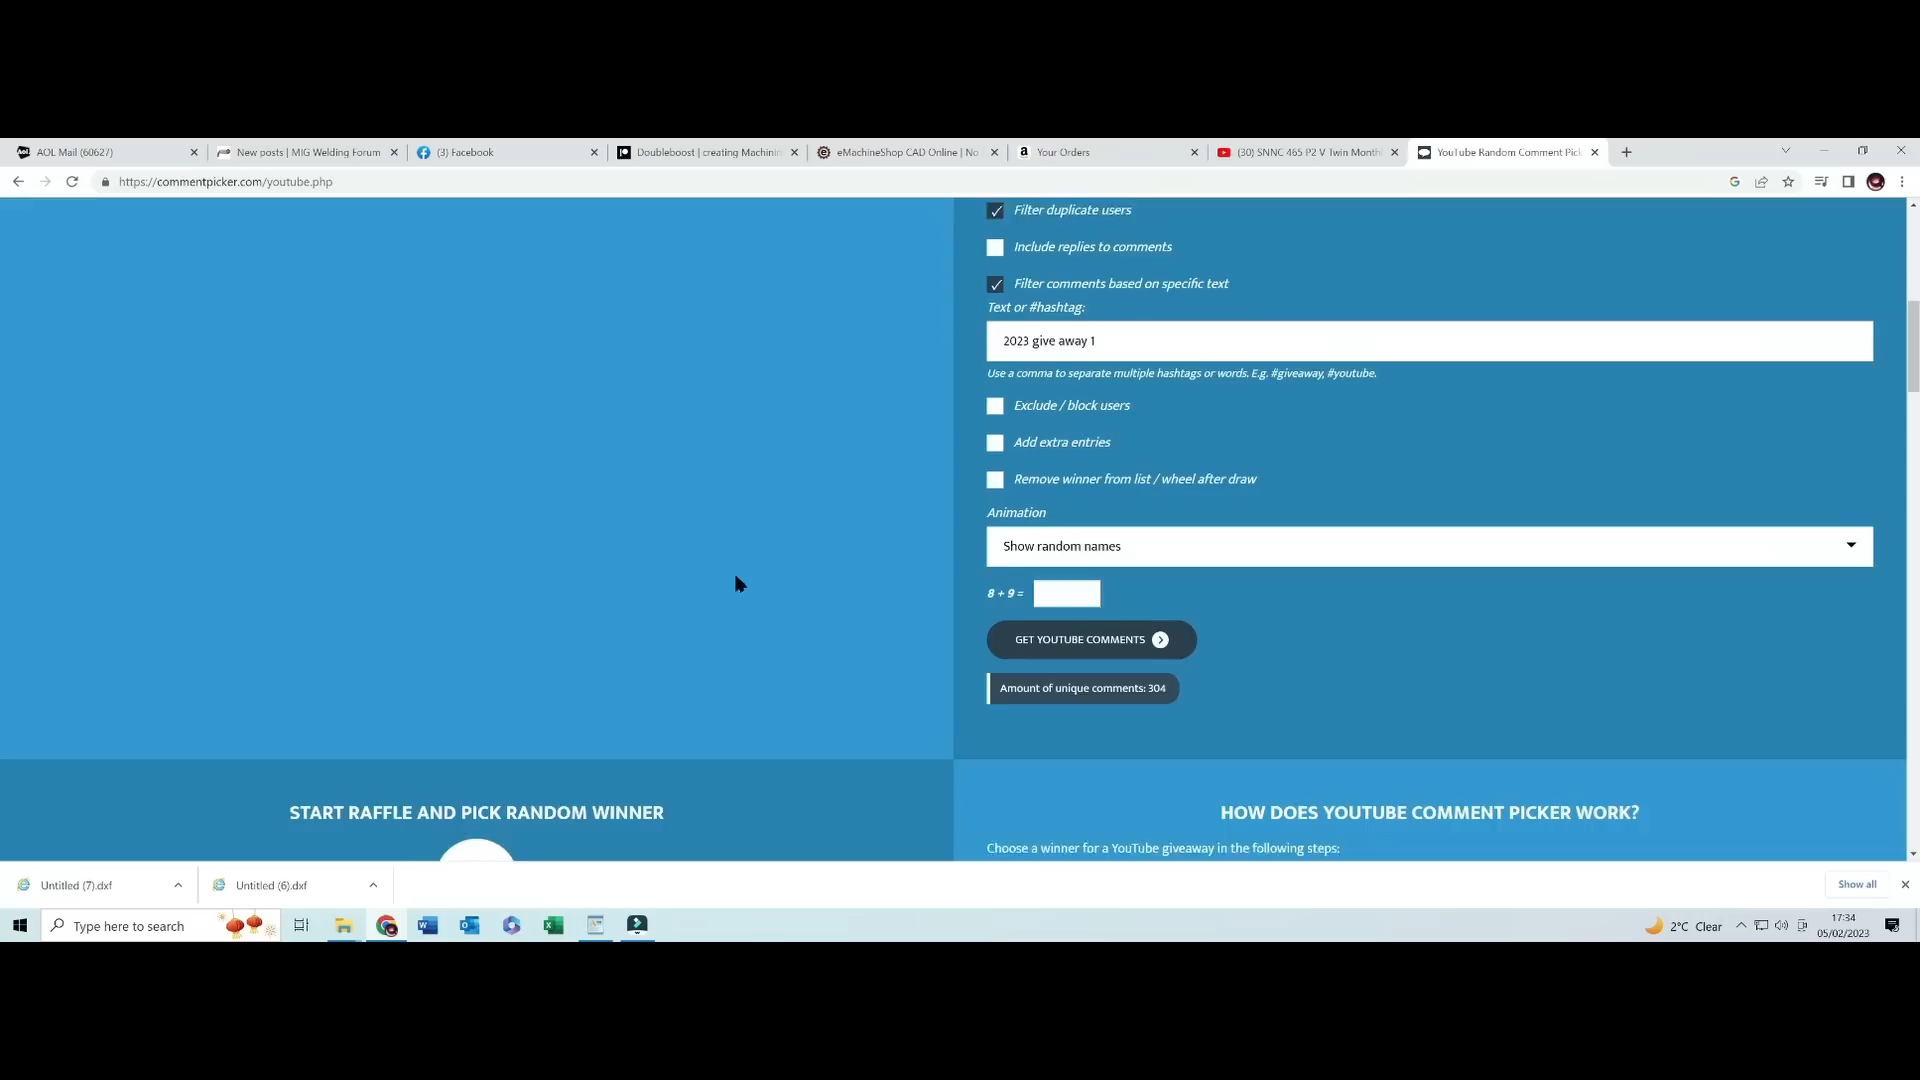 AOL Mail (60627)
New posts | MIG Welding Forum
(3) Facebook
Doubleboost | creating Machinin
eMachineShop CAD Online | No
Your Orders
(30) SNNC 465 P2 V Twin Month
YouTube Random Comment Pick
https://commentpicker.com/youtube.php
Filter duplicate users
Include replies to comments
Filter comments based on specific text
Text or #hashtag:
2023 give away 1
Use a comma to separate multiple hashtags or words. E.g. #giveaway, #youtube.
Exclude / block users
Add extra entries
Remove winner from list / wheel after draw
Animation
Show random names
8 + 9 =
GET YOUTUBE COMMENTS
Amount of unique comments: 304
START RAFFLE AND PICK RANDOM WINNER
HOW DOES YOUTUBE COMMENT PICKER WORK?
Choose a winner for a YouTube giveaway in the following steps:
Untitled (7).dxf
Untitled (6).dxf
Show all
Type here to search
2°C Clear
17:34
05/02/2023